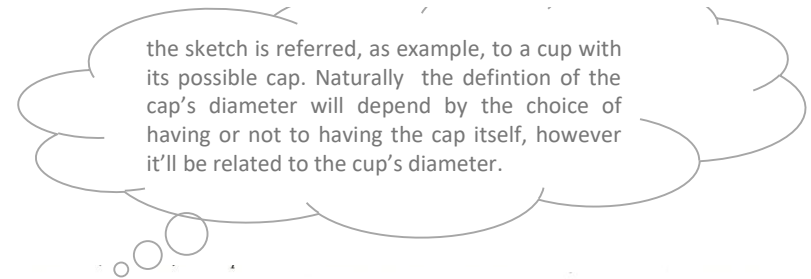 the sketch is referred, as example, to a cup with
its possible cap. Naturally the defintion of the
cap’s diameter will depend by the choice of
having or not to having the cap itself, however
it’ll be related to the cup’s diameter.